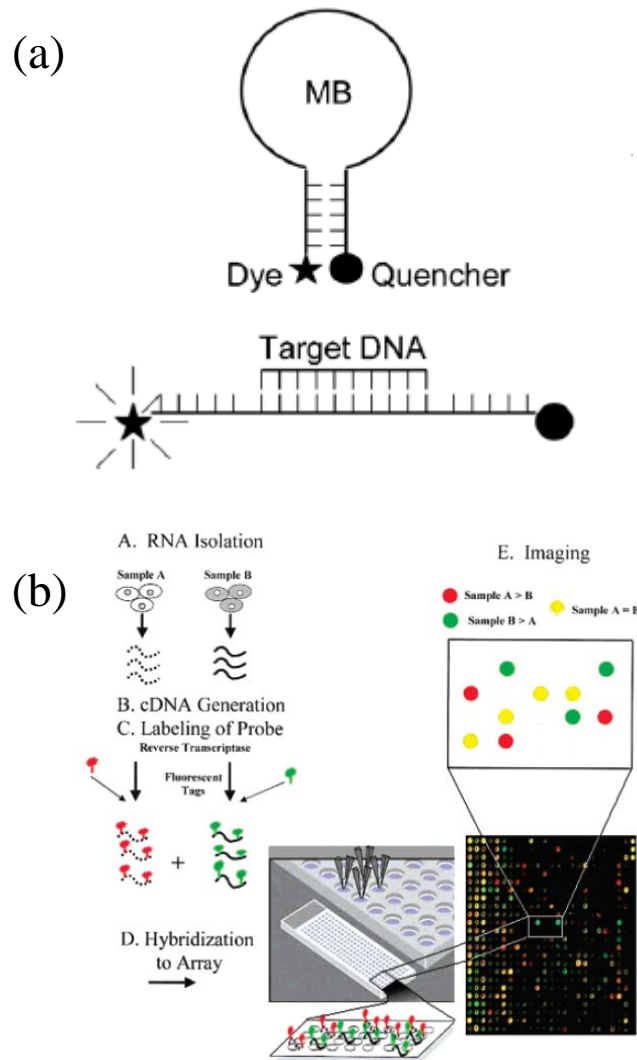 (a)
MB
Dye
Quencher
Target DNA
(b)
A. RNA Isolation
Sample A
Sample B
B. cDNA Generation
C. Labeling of Probe
Reverse Transcriptase
Fluorescent
Tags
+
D. Hybridization
to Array
E. Imaging
Sample A > B
Sample B > A
Sample A = B